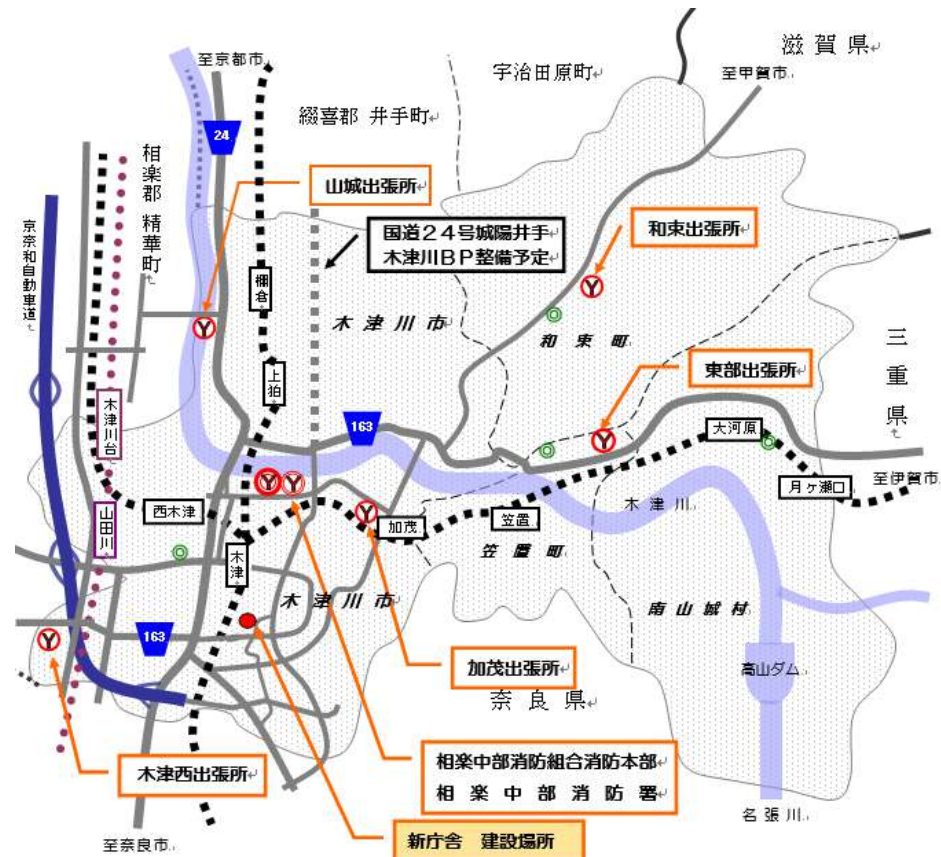 滋賀県
至京都市
宇治田原町
至甲賀市
綴喜郡 井手町
24
相楽郡 精華町
山城出張所
京奈和自動車道
国道２４号城陽井手
木津川ＢＰ整備予定
和束出張所
棚倉
木津川市
和束町
三重県
上狛
東部出張所
木津川台
163
大河原
至伊賀市
月ヶ瀬口
西木津
加茂
笠置
木津川
山田川
木津
笠置町
木津川市
南山城村
163
加茂出張所
高山ダム
奈良県
木津西出張所
相楽中部消防組合消防本部
相楽中部消防署
名張川
新庁舎 建設場所
至奈良市